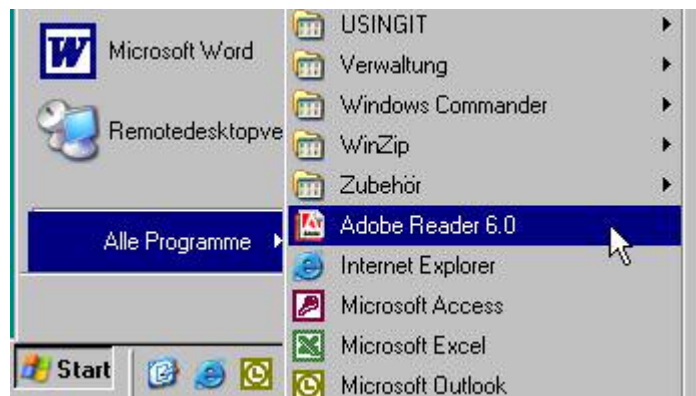 Microsoft Word
Remotedesktopve
Alle Programme
Start
USINGIT
Verwaltung
Windows Commander
WinZip
Zubehör
Adobe Reader 6.0
Internet Explorer
Microsoft Access
Microsoft Excel
Microsoft Outlook